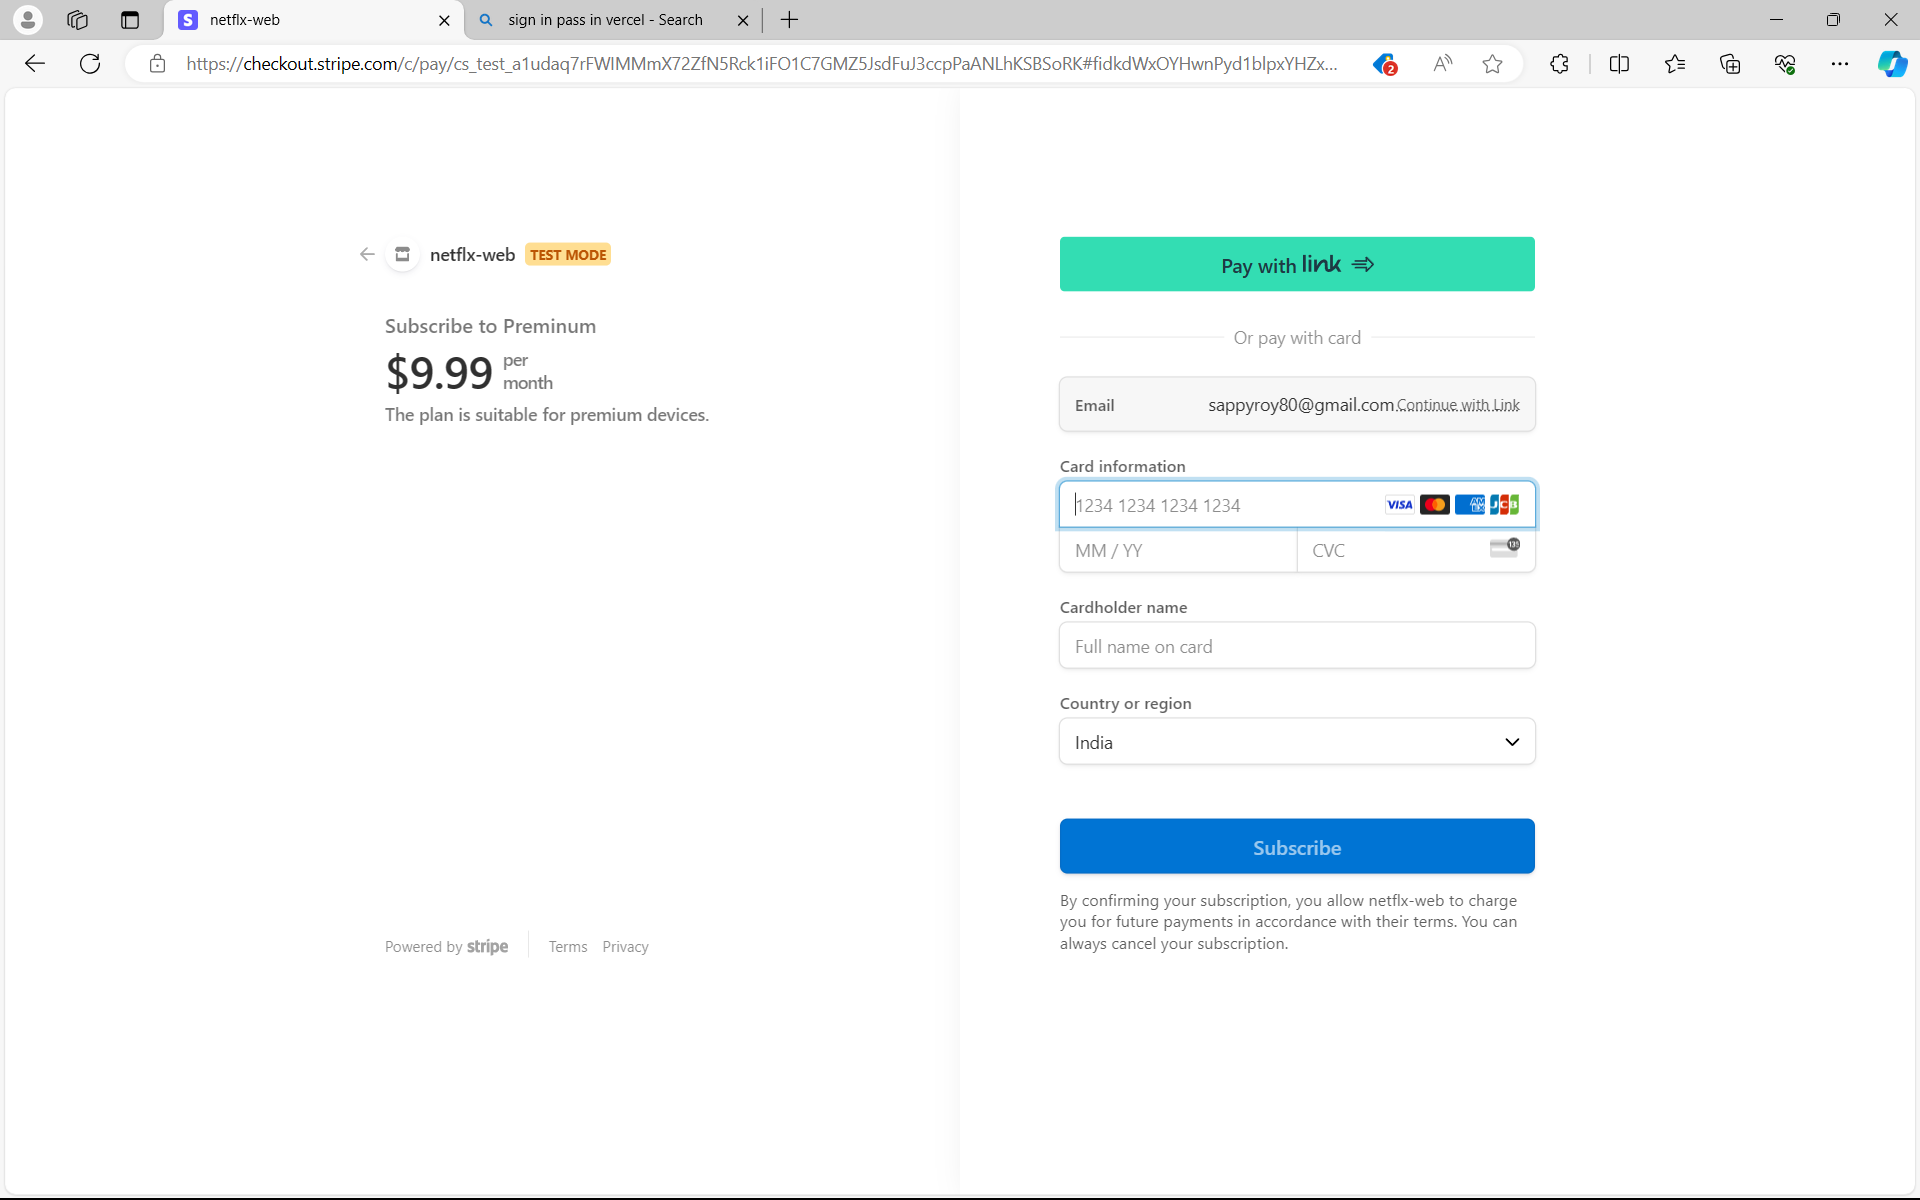 netflx-web
sign in pass in vercel - Search
https://checkout.stripe.com/c/pay/cs_test_a1udaq7rFWIMMmX72ZfN5Rck1iFO1C7GMZ5JsdFuJ3ccpPaANLhKSBSoRK#fidkdWxOYHwnPyd1blpxYHZx...
2
netflx-web TEST MODE
Subscribe to Preminum
$9.99 per
month
The plan is suitable for premium devices.
Powered by stripe
Terms Privacy
Pay with link
Or pay with card
Email sappyroy80@gmail.com Continue with Link
Card information
1234 1234 1234 1234 VISA AMEX JCB
MM / YY CVC 135
Cardholder name
Full name on card
Country or region
India
Subscribe
By confirming your subscription, you allow netflx-web to charge
you for future payments in accordance with their terms. You can
always cancel your subscription.